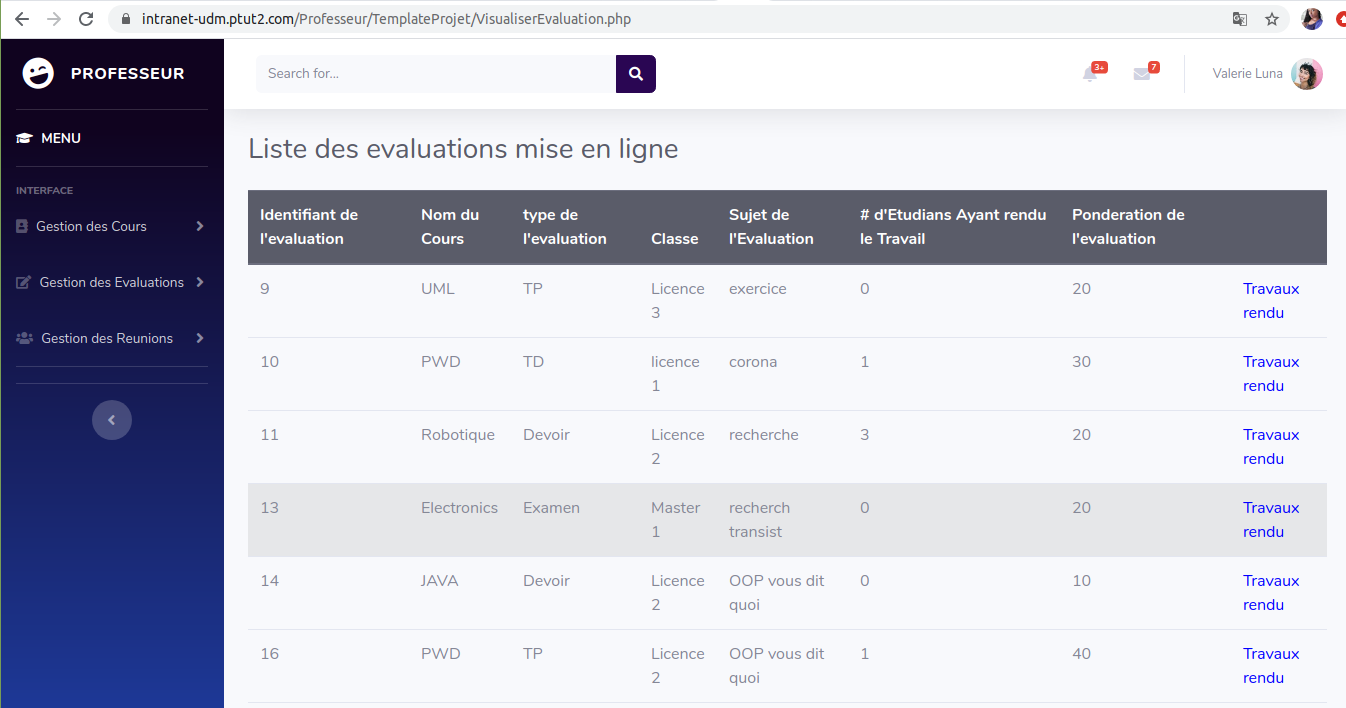 intranet-udm.ptut2.com/Professeur/TemplateProjet/VisualiserEvaluation.php
PROFESSEUR
MENU
INTERFACE
Gestion des Cours
Gestion des Evaluations
Gestion des Reunions
Search for...
3+
7
Valerie Luna
Liste des evaluations mise en ligne
Identifiant de l'evaluation Nom du Cours type de l'evaluation Classe Sujet de l'Evaluation # d'Etudians Ayant rendu le Travail Ponderation de l'evaluation
9 UML TP Licence 3 exercice 0 20 Travaux rendu
10 PWD TD licence 1 corona 1 30 Travaux rendu
11 Robotique Devoir Licence 2 recherche 3 20 Travaux rendu
13 Electronics Examen Master 1 recherch transist 0 20 Travaux rendu
14 JAVA Devoir Licence 2 OOP vous dit quoi 0 10 Travaux rendu
16 PWD TP Licence 2 OOP vous dit quoi 1 40 Travaux rendu